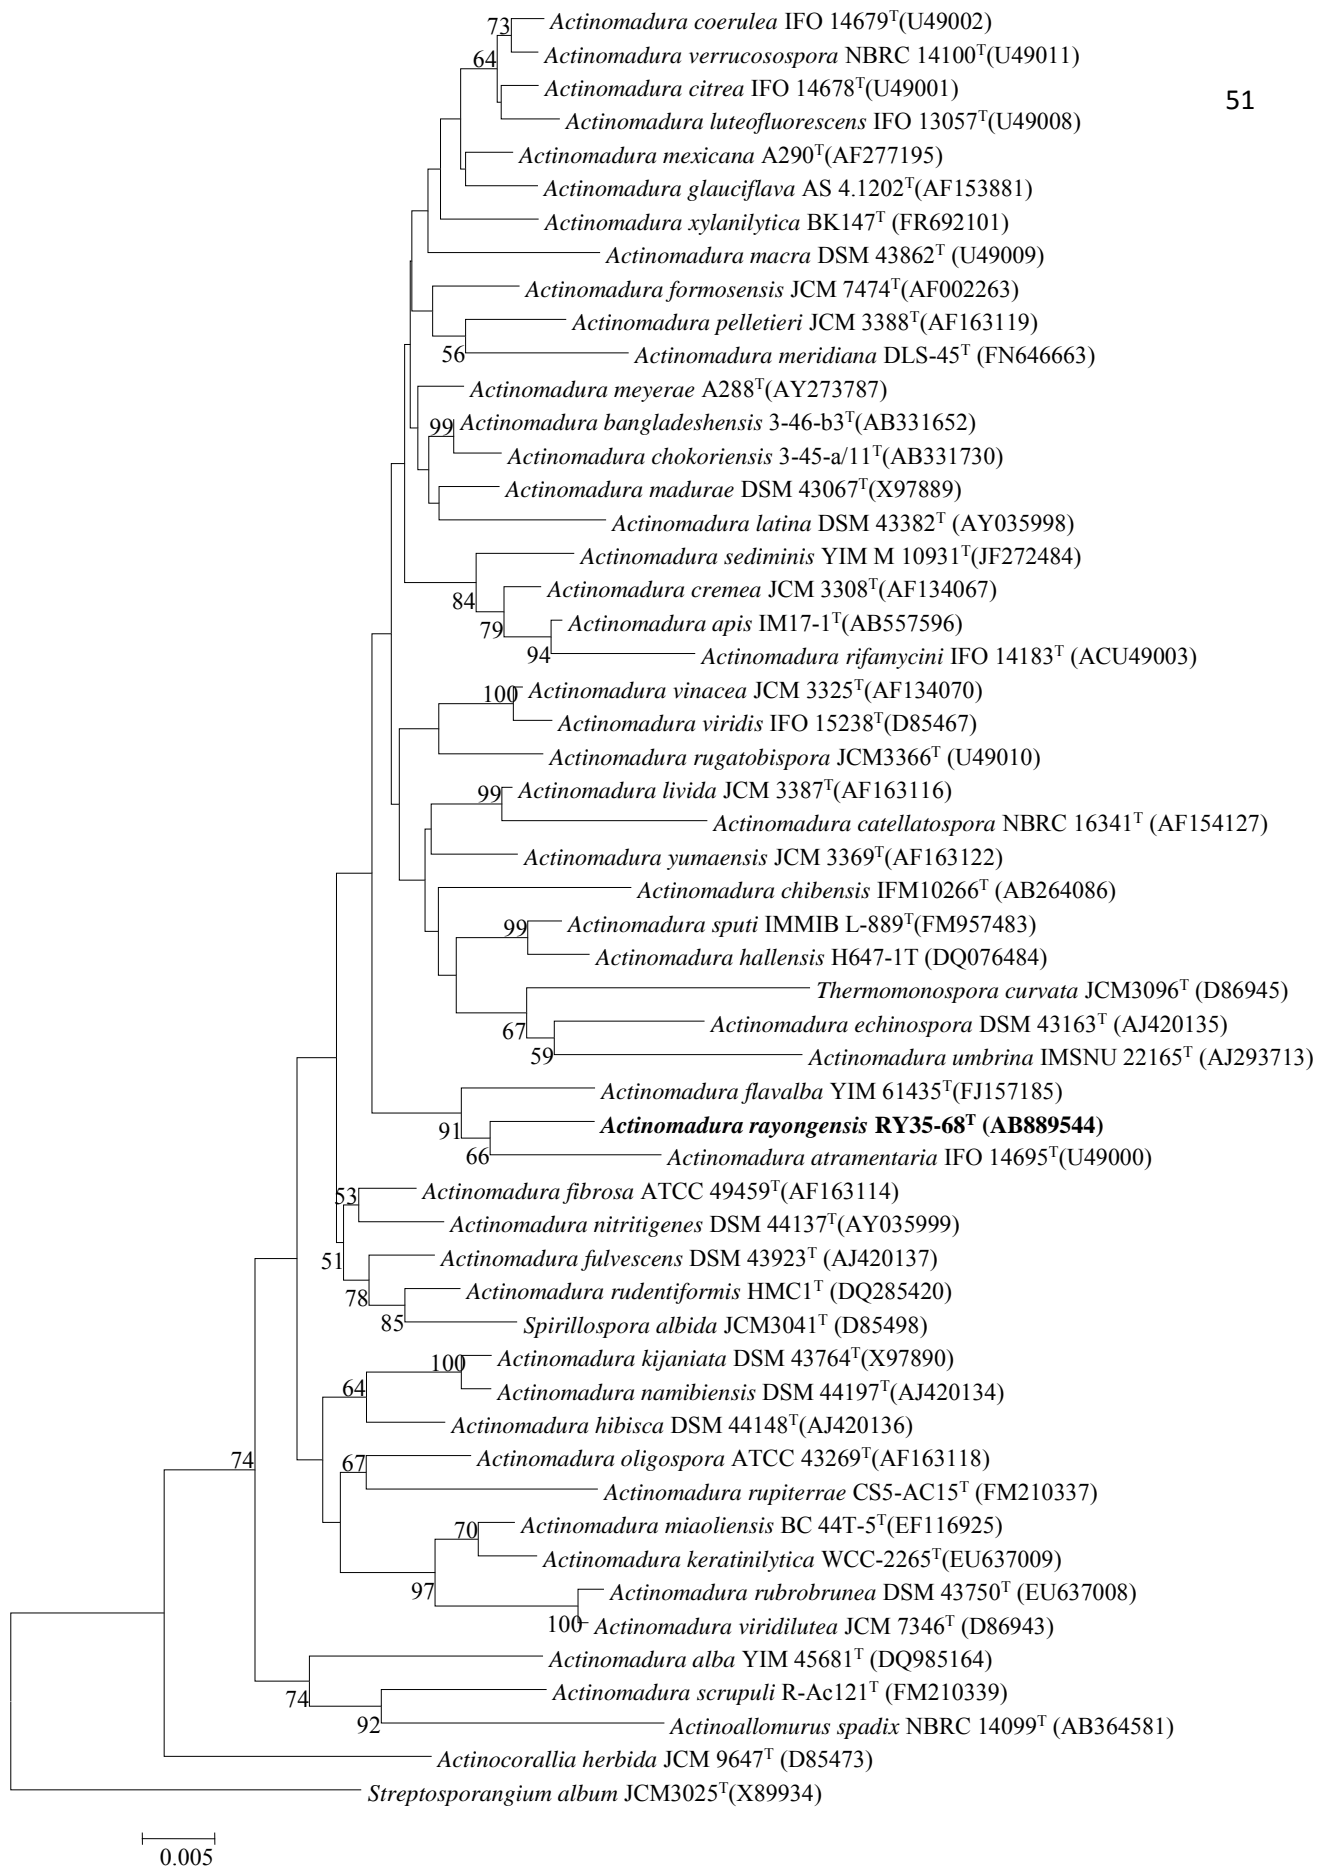 73 Actinomadura coerulea IFO 14679ᵀ(U49002)
Actinomadura verrucosospora NBRC 14100ᵀ(U49011)
64
Actinomadura citrea IFO 14678ᵀ(U49001)
51
Actinomadura luteofluorescens IFO 13057ᵀ(U49008)
Actinomadura mexicana A290ᵀ(AF277195)
Actinomadura glauciflava AS 4.1202ᵀ(AF153881)
Actinomadura xylanilytica BK147ᵀ (FR692101)
Actinomadura macra DSM 43862ᵀ (U49009)
Actinomadura formosensis JCM 7474ᵀ(AF002263)
Actinomadura pelletieri JCM 3388ᵀ(AF163119)
56 Actinomadura meridiana DLS-45ᵀ (FN646663)
Actinomadura meyerae A288ᵀ(AY273787)
99 Actinomadura bangladeshensis 3-46-b3ᵀ(AB331652)
Actinomadura chokoriensis 3-45-a/11ᵀ(AB331730)
Actinomadura madurae DSM 43067ᵀ(X97889)
Actinomadura latina DSM 43382ᵀ (AY035998)
Actinomadura sediminis YIM M 10931ᵀ(JF272484)
Actinomadura cremea JCM 3308ᵀ(AF134067)
84
Actinomadura apis IM17-1ᵀ(AB557596)
79
94 Actinomadura rifamycini IFO 14183ᵀ (ACU49003)
100 Actinomadura vinacea JCM 3325ᵀ(AF134070)
Actinomadura viridis IFO 15238ᵀ(D85467)
Actinomadura rugatobispora JCM3366ᵀ (U49010)
99 Actinomadura livida JCM 3387ᵀ(AF163116)
Actinomadura catellatospora NBRC 16341ᵀ (AF154127)
Actinomadura yumaensis JCM 3369ᵀ(AF163122)
Actinomadura chibensis IFM10266ᵀ (AB264086)
99 Actinomadura sputi IMMIB L-889ᵀ(FM957483)
Actinomadura hallensis H647-1T (DQ076484)
Thermomonospora curvata JCM3096ᵀ (D86945)
67 Actinomadura echinospora DSM 43163ᵀ (AJ420135)
59 Actinomadura umbrina IMSNU 22165ᵀ (AJ293713)
Actinomadura flavalba YIM 61435ᵀ(FJ157185)
91 Actinomadura rayongensis RY35-68ᵀ (AB889544)
66 Actinomadura atramentaria IFO 14695ᵀ(U49000)
53 Actinomadura fibrosa ATCC 49459ᵀ(AF163114)
Actinomadura nitritigenes DSM 44137ᵀ(AY035999)
51 Actinomadura fulvescens DSM 43923ᵀ (AJ420137)
78 Actinomadura rudentiformis HMC1ᵀ (DQ285420)
85 Spirillospora albida JCM3041ᵀ (D85498)
100 Actinomadura kijaniata DSM 43764ᵀ(X97890)
64 Actinomadura namibiensis DSM 44197ᵀ(AJ420134)
Actinomadura hibisca DSM 44148ᵀ(AJ420136)
74 67 Actinomadura oligospora ATCC 43269ᵀ(AF163118)
Actinomadura rupiterrae CS5-AC15ᵀ (FM210337)
70 Actinomadura miaoliensis BC 44T-5ᵀ(EF116925)
Actinomadura keratinilytica WCC-2265ᵀ(EU637009)
97 Actinomadura rubrobrunea DSM 43750ᵀ (EU637008)
100 Actinomadura viridilutea JCM 7346ᵀ (D86943)
Actinomadura alba YIM 45681ᵀ (DQ985164)
74 Actinomadura scrupuli R-Ac121ᵀ (FM210339)
92 Actinoallomurus spadix NBRC 14099ᵀ (AB364581)
Actinocorallia herbida JCM 9647ᵀ (D85473)
Streptosporangium album JCM3025ᵀ(X89934)
0.005